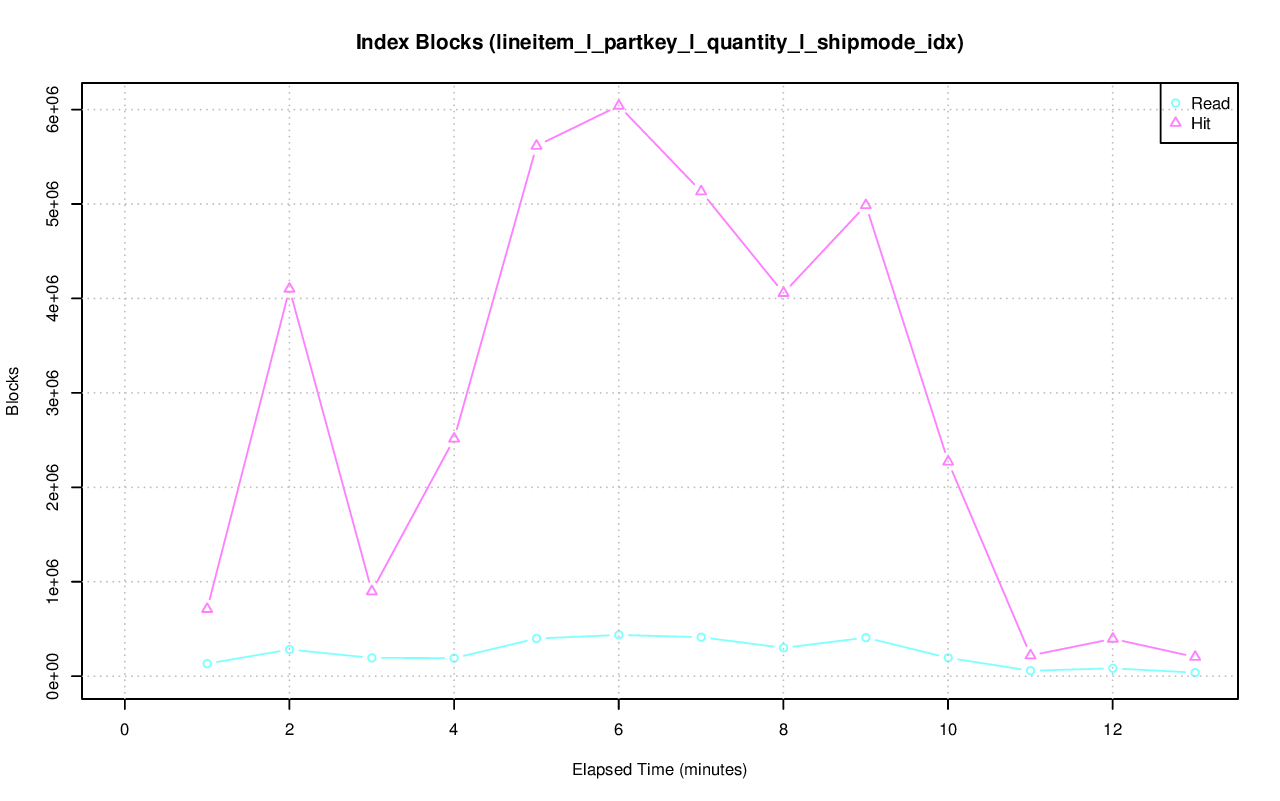 Index Blocks (lineitem_l_partkey_l_quantity_l_shipmode_idx)
Read
Hit
6e+06
5e+06
4e+06
3e+06
2e+06
1e+06
0e+00
Blocks
0 2 4 6 8 10 12
Elapsed Time (minutes)